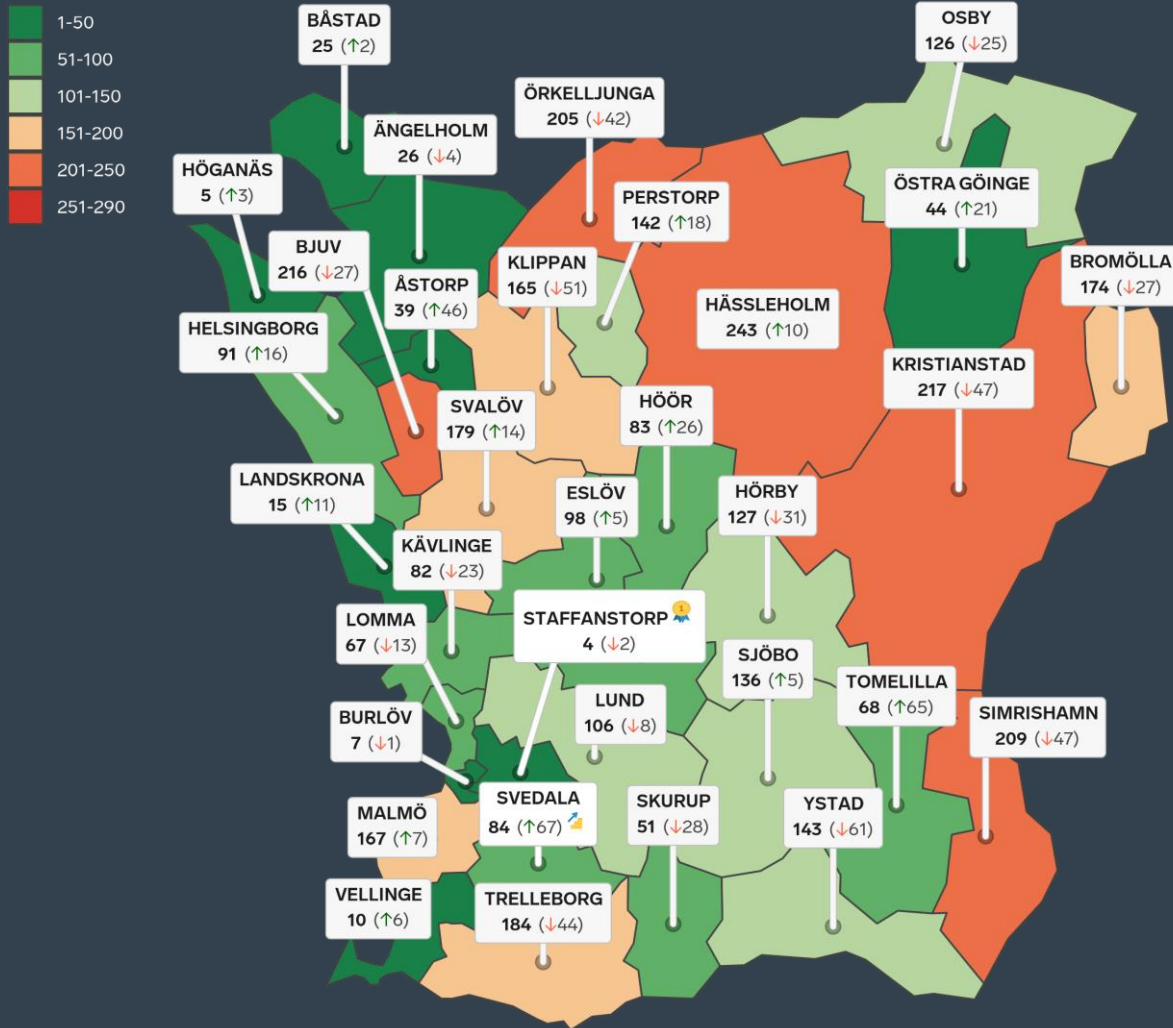 1-50
51-100
101-150
151-200
201-250
251-290
BÅSTAD
25 (↑2)
OSBY
126 (↓25)
ÖRKELLJUNGA
205 (↓42)
ÄNGELHOLM
26 (↓4)
HÖGANÄS
5 (↑3)
PERSTORP
142 (↑18)
ÖSTRA GÖINGE
44 (↑21)
BJUV
216 (↓27)
KLIPPAN
165 (↓51)
BROMÖLLA
174 (↓27)
ÅSTORP
39 (↑46)
HÄSSLEHOLM
243 (↑10)
HELSINGBORG
91 (↑16)
KRISTIANSTAD
217 (↓47)
SVALÖV
179 (↑14)
HÖÖR
83 (↑26)
LANDSKRONA
15 (↑11)
ESLÖV
98 (↑5)
HÖRBY
127 (↓31)
KÄVLINGE
82 (↓23)
STAFFANSTORP
4 (↓2)
LOMMA
67 (↓13)
SJÖBO
136 (↑5)
TOMELILLA
68 (↑65)
LUND
106 (↓8)
SIMRISHAMN
209 (↓47)
BURLÖV
7 (↓1)
SVEDALA
84 (↑67)
SKURUP
51 (↓28)
YSTAD
143 (↓61)
MALMÖ
167 (↑7)
VELLINGE
10 (↑6)
TRELLEBORG
184 (↓44)